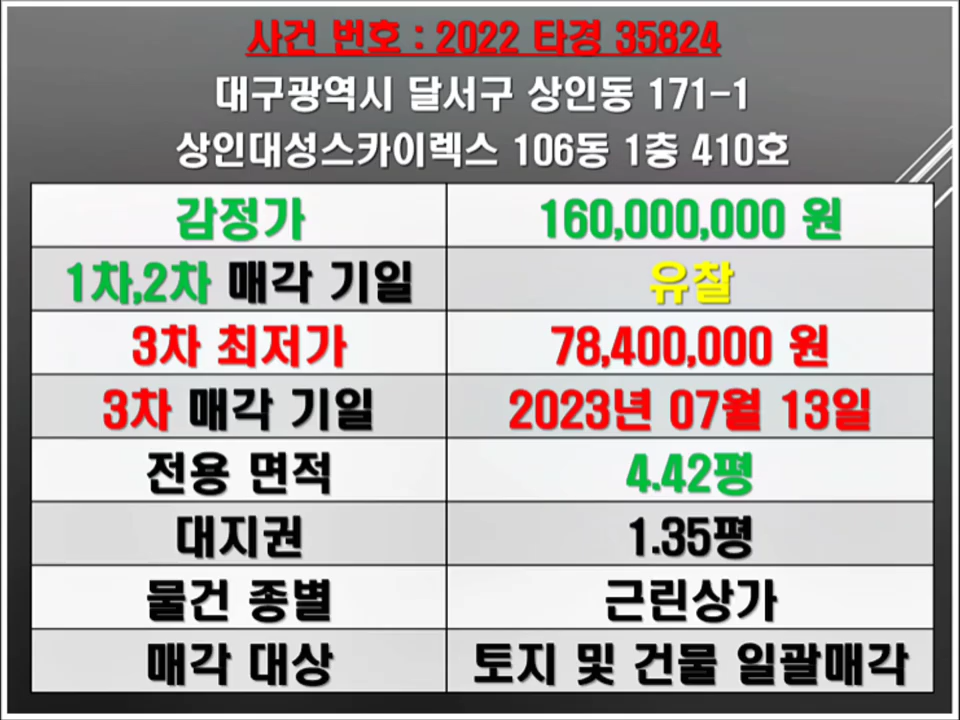 사건 번호 : 2022 타경 35824
대구광역시 달서구 상인동 171-1
상인대성스카이렉스 106동 1층 410호
감정가 160,000,000 원
1차,2차 매각 기일 유찰
3차 최저가 78,400,000 원
3차 매각 기일 2023년 07월 13일
전용 면적 4.42평
대지권 1.35평
물건 종별 근린상가
매각 대상 토지 및 건물 일괄매각